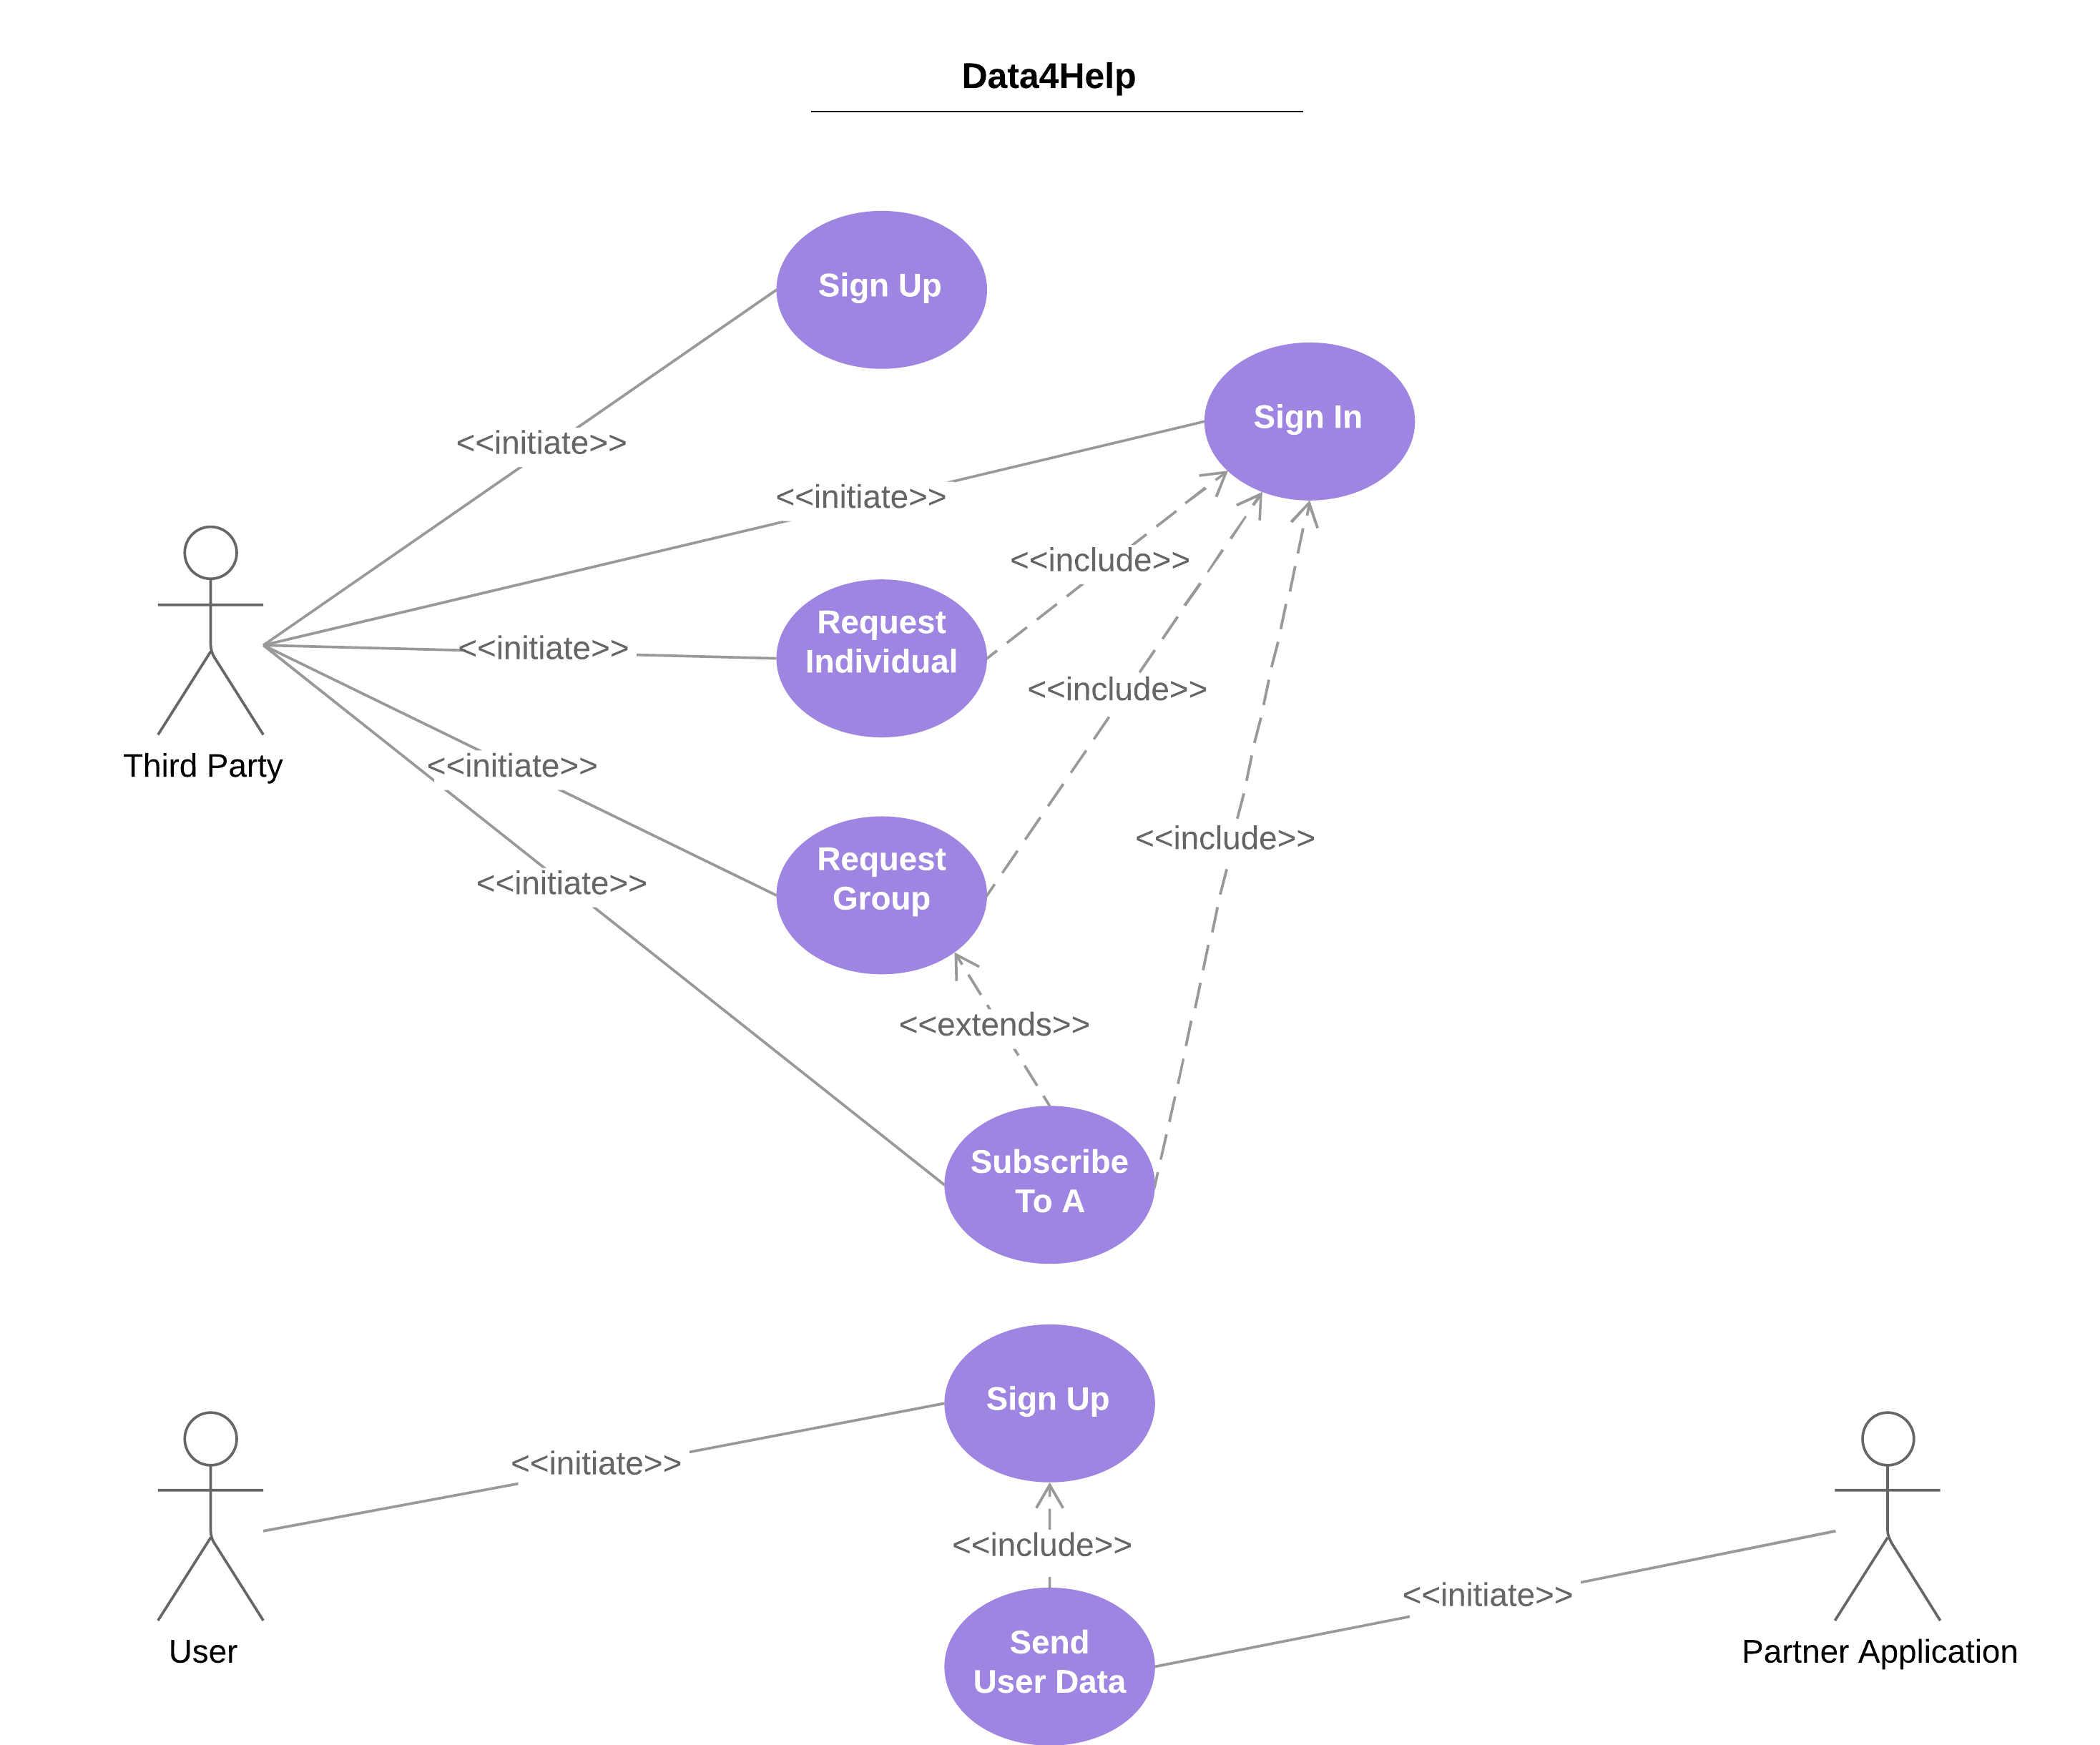 Data4Help
Sign Up
Sign In
<<initiate>>
<<initiate>>
<<include>>
Request
Individual
<<initiate>>
<<include>>
Third Party
<<initiate>>
<<include>>
Request
Group
<<initiate>>
<<extends>>
Subscribe
To A
Sign Up
<<initiate>>
<<include>>
<<initiate>>
User
Send
User Data
Partner Application